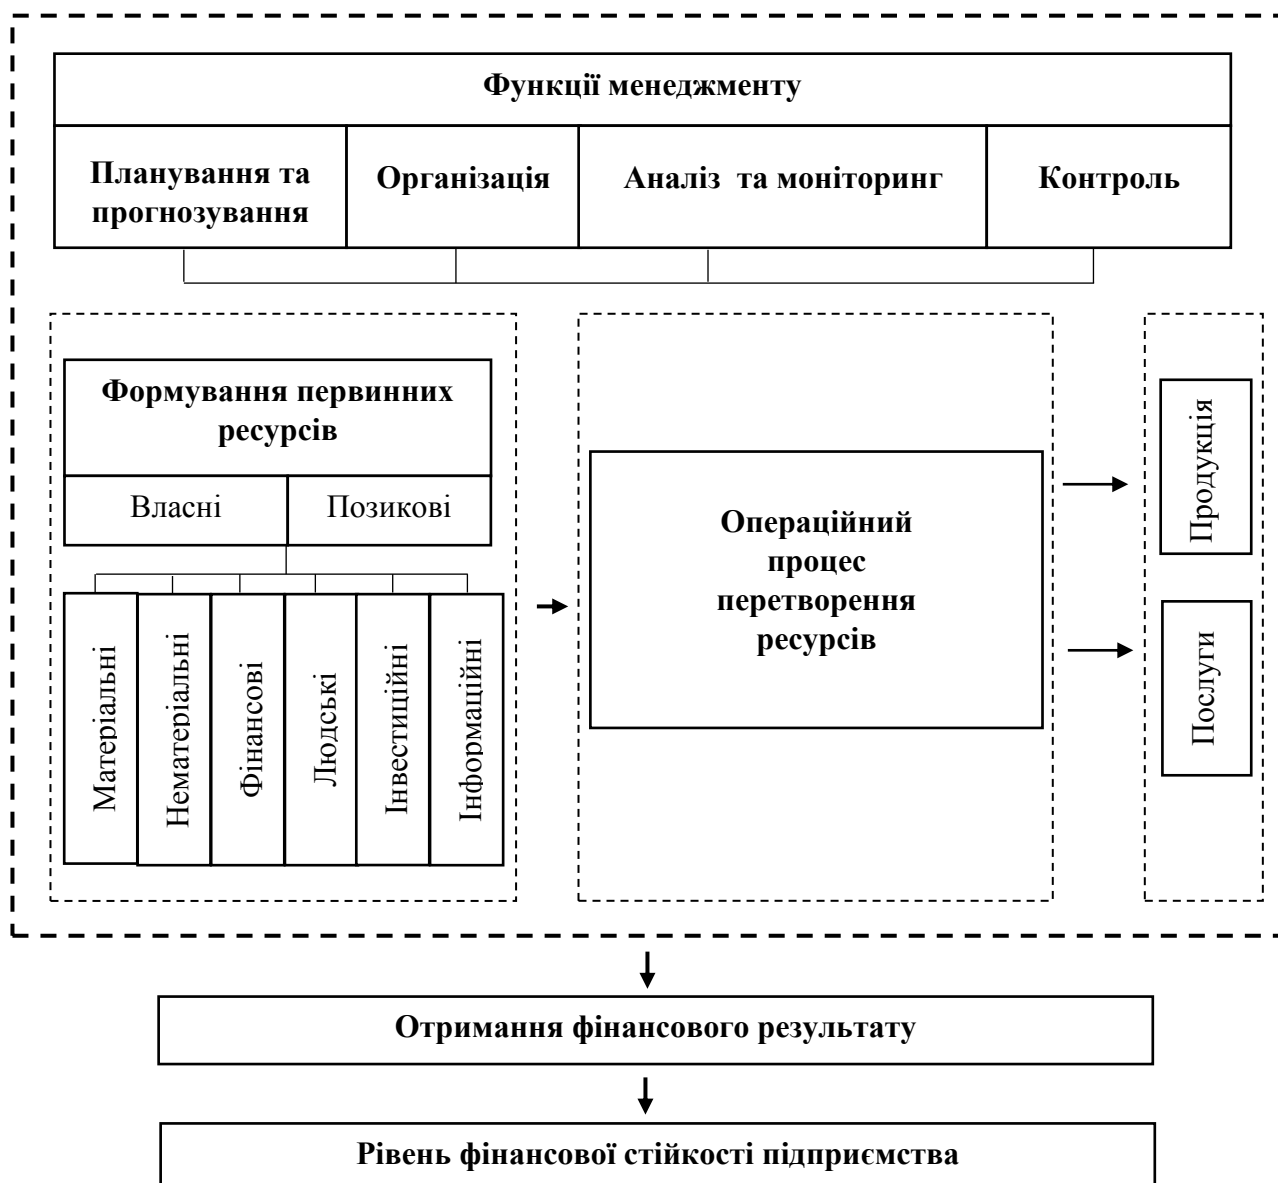 Функції менеджменту
Планування та
прогнозування
Організація
Аналіз та моніторинг
Контроль
Формування первинних
ресурсів
Власні
Позикові
Матеріальні
Нематеріальні
Фінансові
Людські
Інвестиційні
Інформаційні
Операційний
процес
перетворення
ресурсів
Продукція
Послуги
Отримання фінансового результату
Рівень фінансової стійкості підприємства